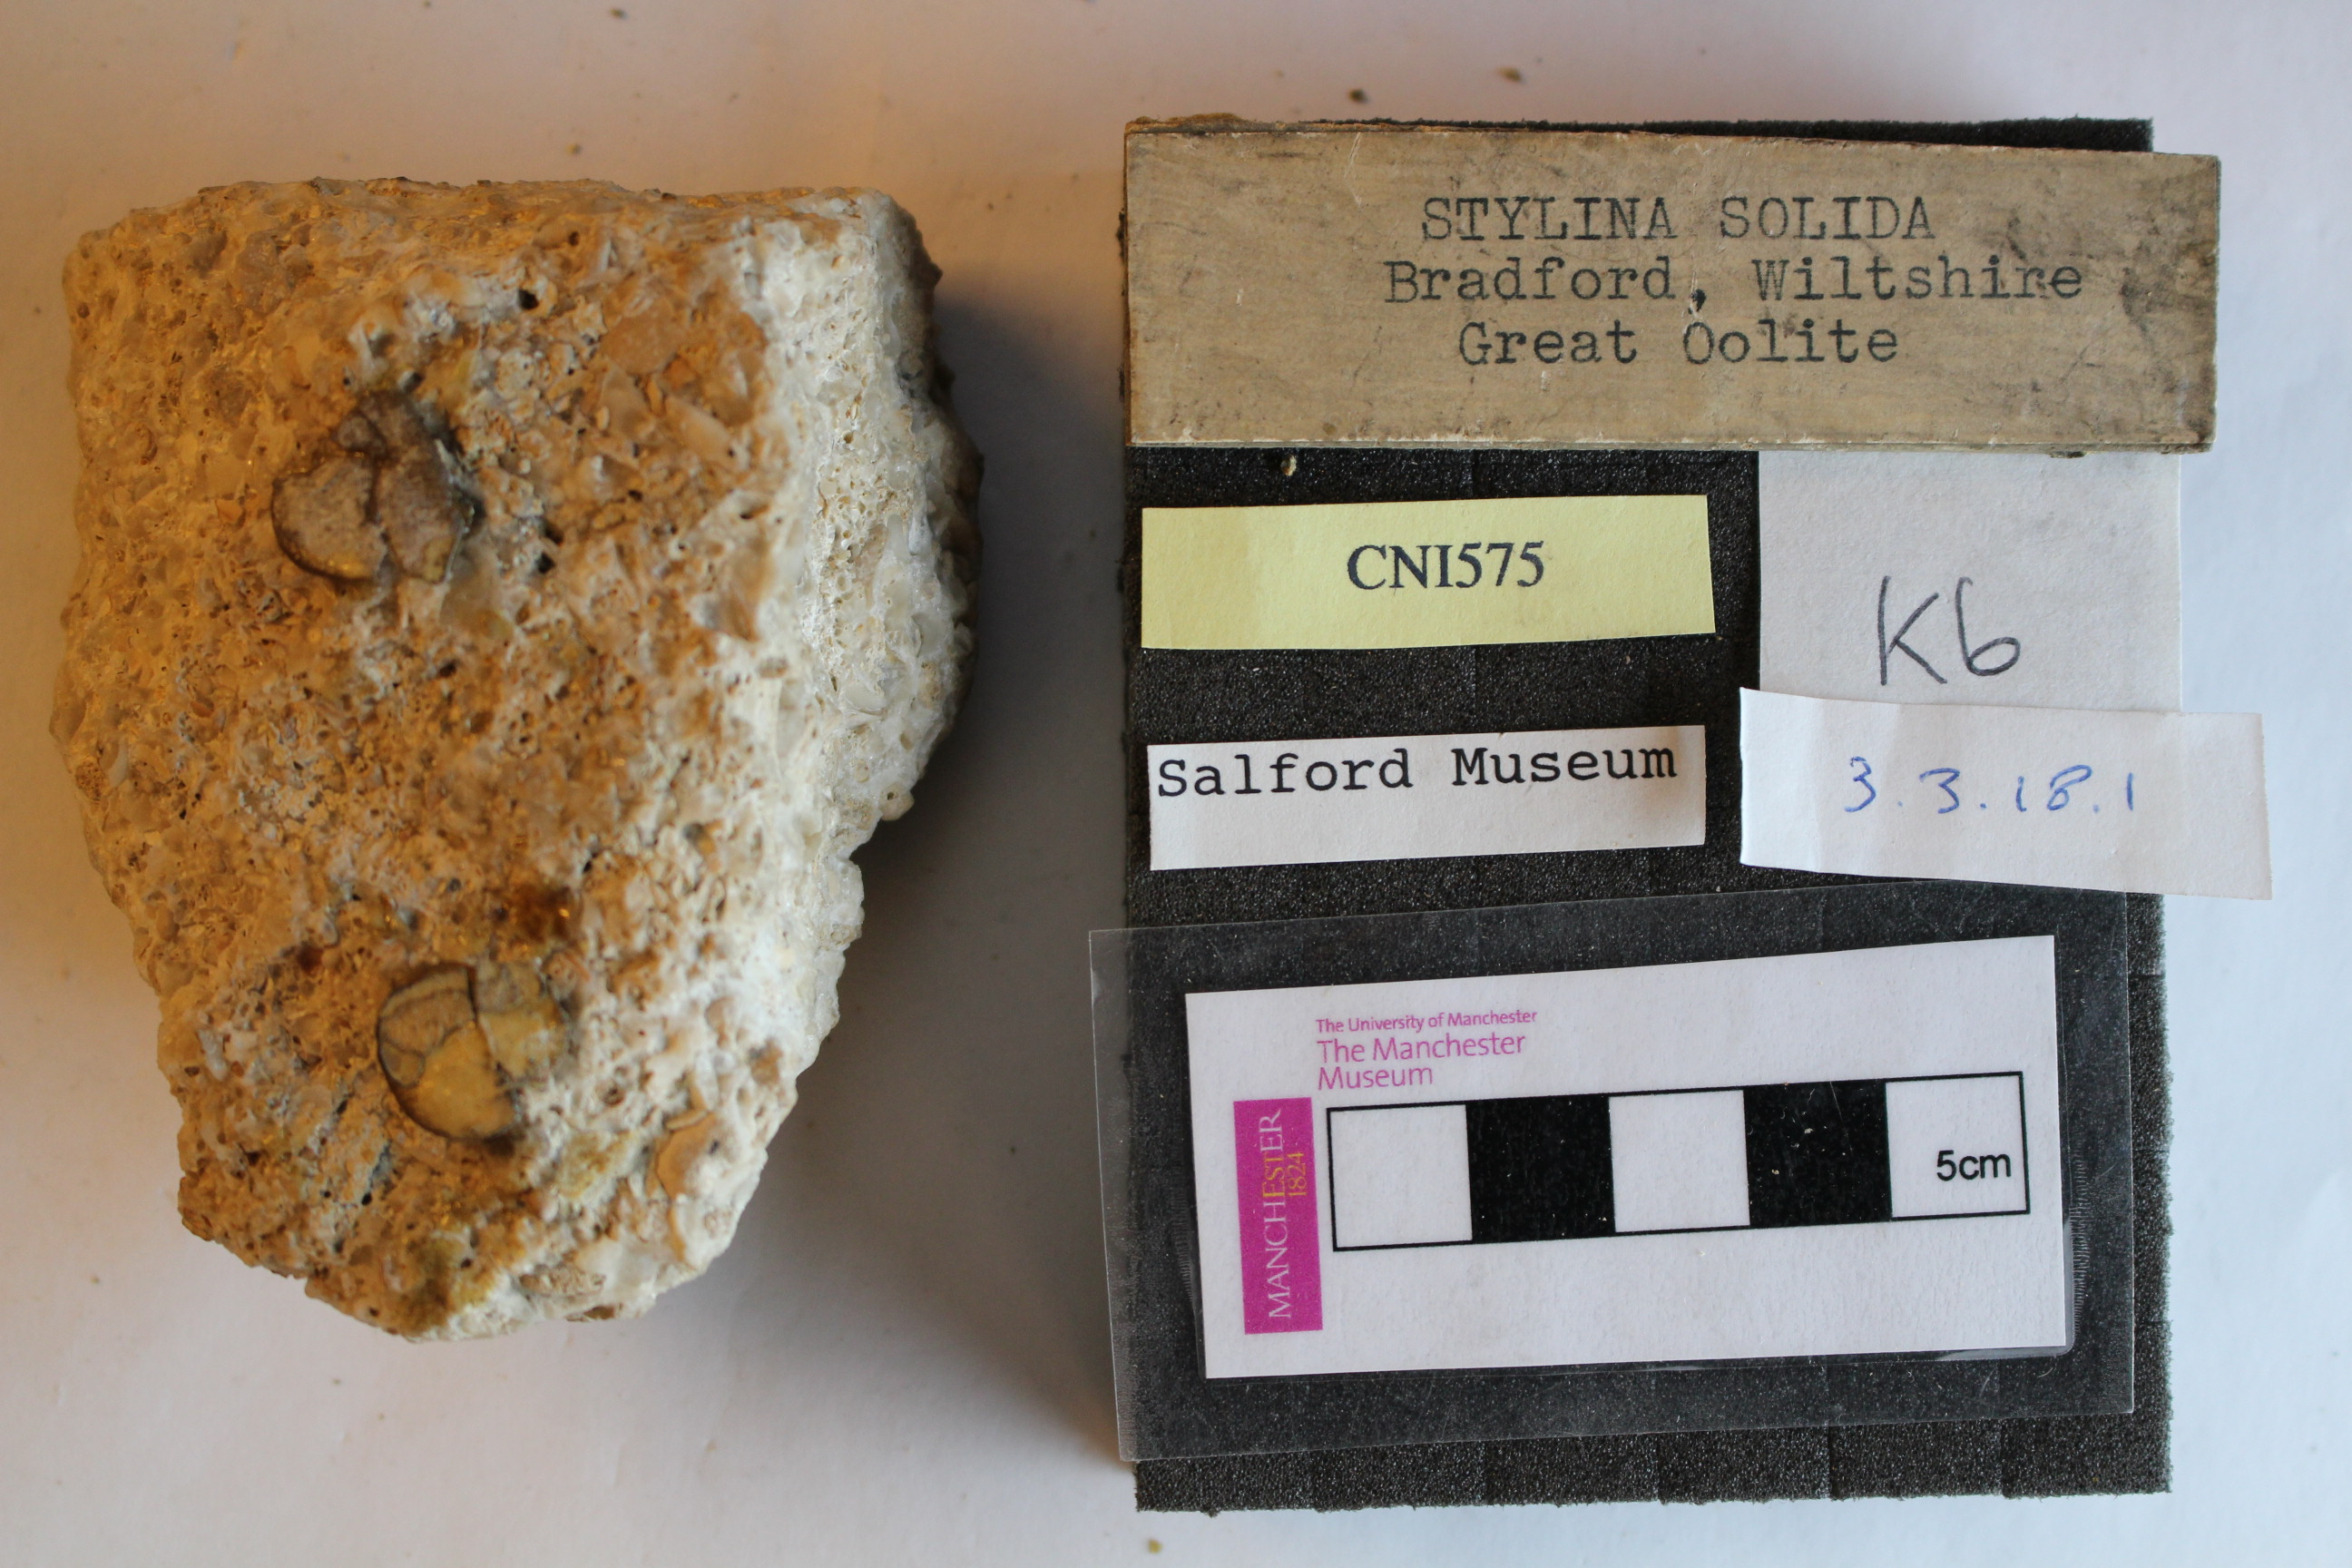 STYLINA SOLIDA
Bradford, Wiltshire
Great Oolite
K6
3.3.18.1
CNI575
Salford Museum
The University of Manchester
The Manchester
Museum
MANCHESTER
1824
5cm